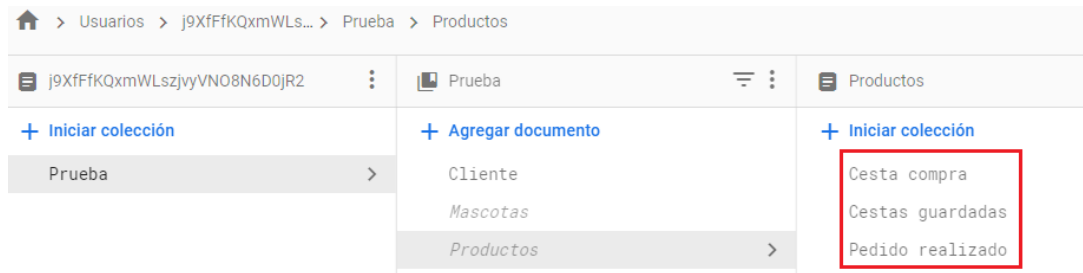 > Usuarios > j9XfFfKQxmWLs... > Prueba > Productos
j9XfFfKQxmWLszjvyVNO8N6D0jR2
Prueba
Productos
+ Iniciar colección
+ Agregar documento
+ Iniciar colección
Prueba >
Cliente
Mascotas
Productos >
Cesta compra
Cestas guardadas
Pedido realizado